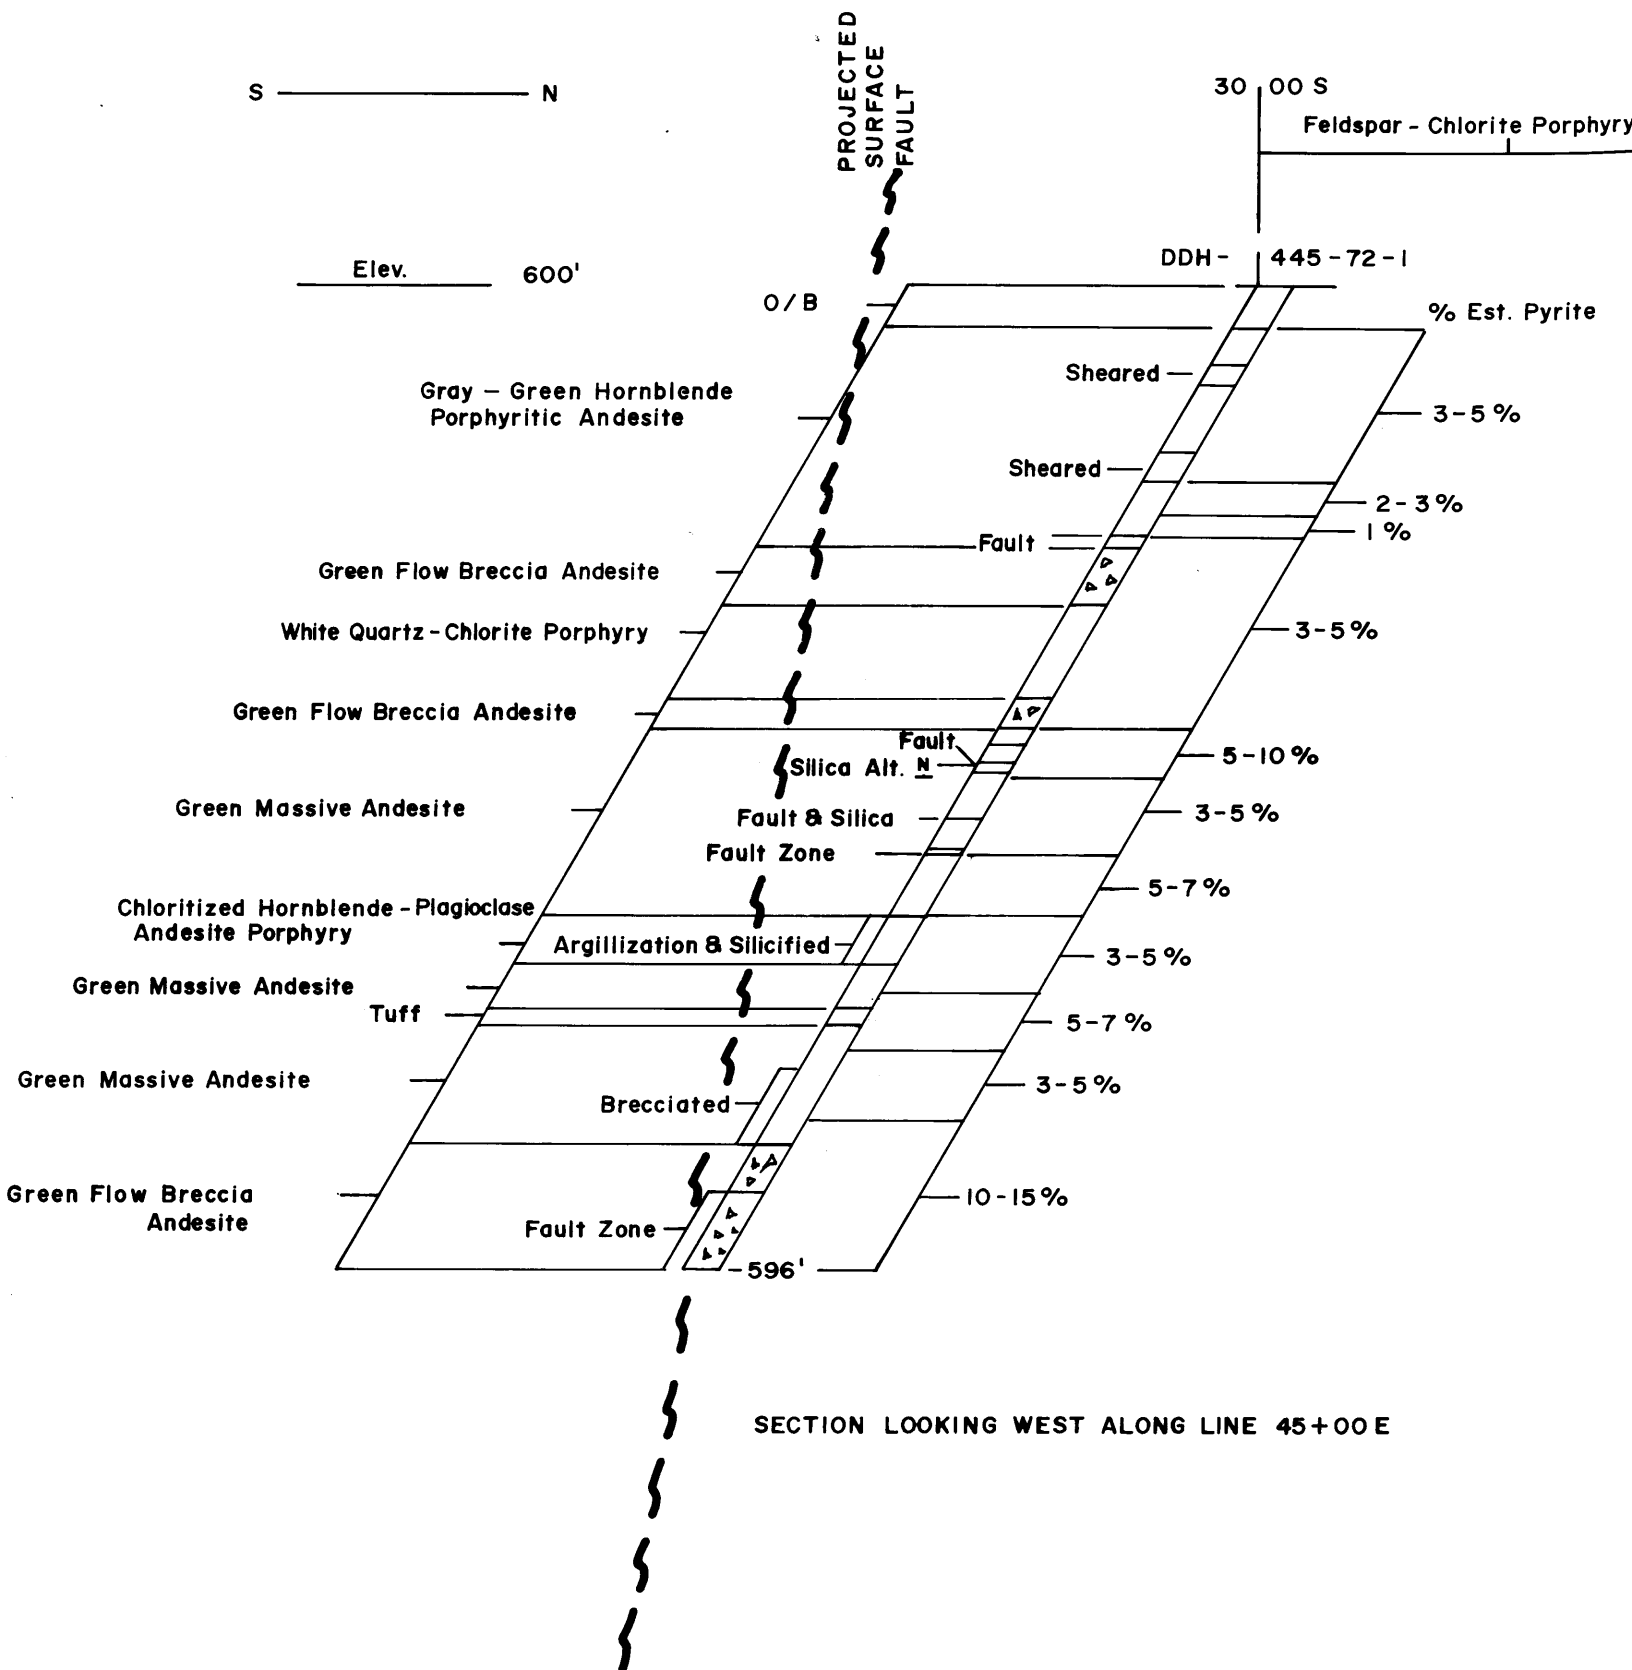 PROJECTED
SURFACE
FAULT
S N
30 00 S
Feldspar - Chlorite Porphyry
DDH - 445 - 72 - 1
Elev. 600'
O/B
% Est. Pyrite
Sheared
Gray - Green Hornblende
Porphyritic Andesite
3-5%
Sheared
2-3%
1%
Fault
Green Flow Breccia Andesite
White Quartz - Chlorite Porphyry
3-5%
Green Flow Breccia Andesite
Fault
5-10%
Silica Alt. N
Green Massive Andesite
3-5%
Fault & Silica
Fault Zone
5-7%
Chloritized Hornblende - Plagioclase
Andesite Porphyry
Argillization & Silicified
3-5%
Green Massive Andesite
Tuff
5-7%
Green Massive Andesite
3-5%
Brecciated
Green Flow Breccia
Andesite
10-15%
Fault Zone
596'
SECTION LOOKING WEST ALONG LINE 45+00 E